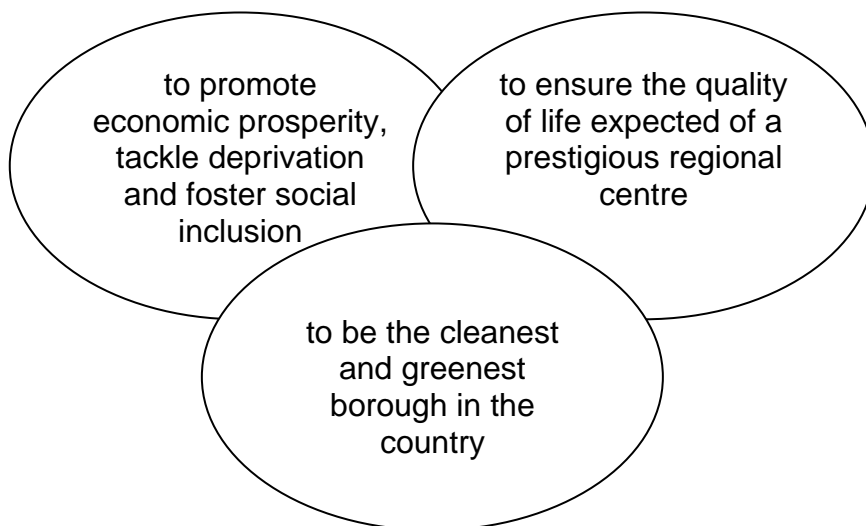 to promote
economic prosperity,
tackle deprivation
and foster social
inclusion
to ensure the quality
of life expected of a
prestigious regional
centre
to be the cleanest
and greenest
borough in the
country